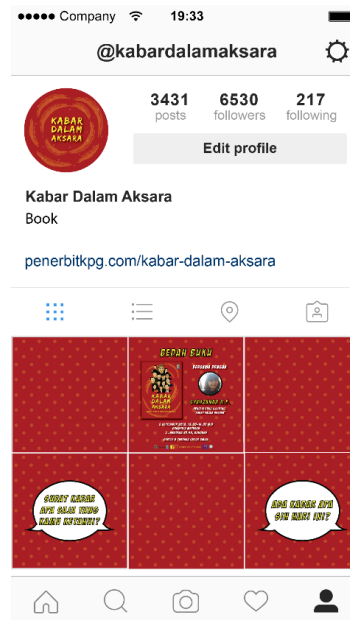 Company 19:33
@kabardalamaksara
KABAR
DALAM
AKSARA
3431 6530 217
posts followers following
Edit profile
Kabar Dalam Aksara
Book
penerbitkpg.com/kabar-dalam-aksara
BEDAH BUKU
KABAR
DALAM
AKSARA
SURAT KABAR
APA SAJA YANG
KAMU KETAHUI?
ADA KABAR APA
SIH HARI INI?